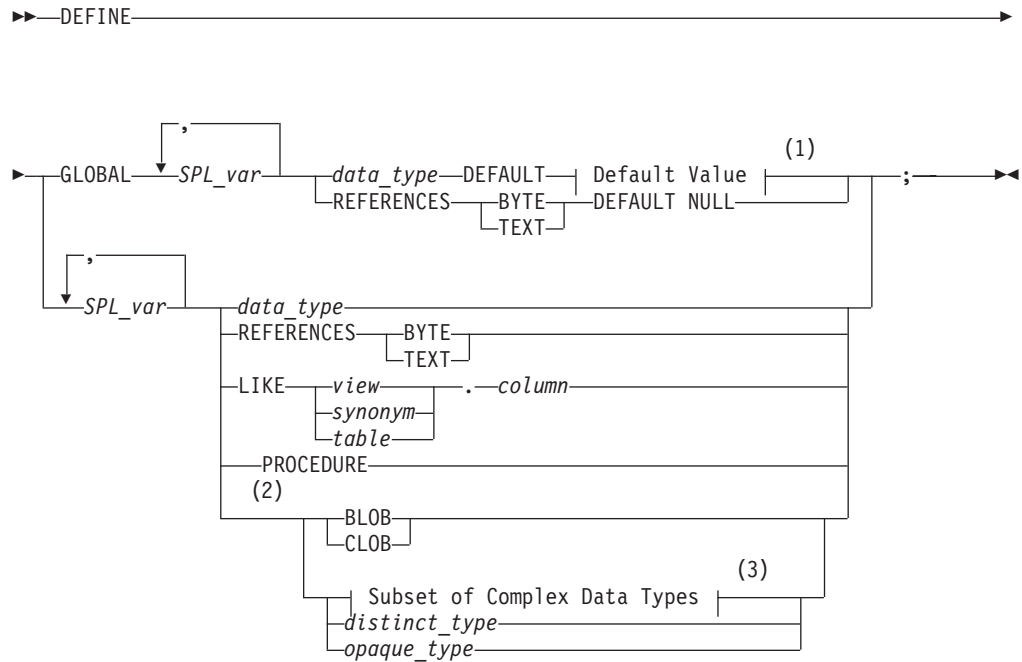 DEFINE
,
(1)
GLOBAL SPL_var data_type DEFAULT Default Value ;
REFERENCES BYTE DEFAULT NULL
TEXT
,
SPL_var data_type
REFERENCES BYTE
TEXT
LIKE view . column
synonym
table
PROCEDURE
(2)
BLOB
CLOB
(3)
Subset of Complex Data Types
distinct_type
opaque_type